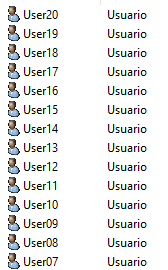 User20 Usuario
User19 Usuario
User18 Usuario
User17 Usuario
User16 Usuario
User15 Usuario
User14 Usuario
User13 Usuario
User12 Usuario
User11 Usuario
User10 Usuario
User09 Usuario
User08 Usuario
User07 Usuario